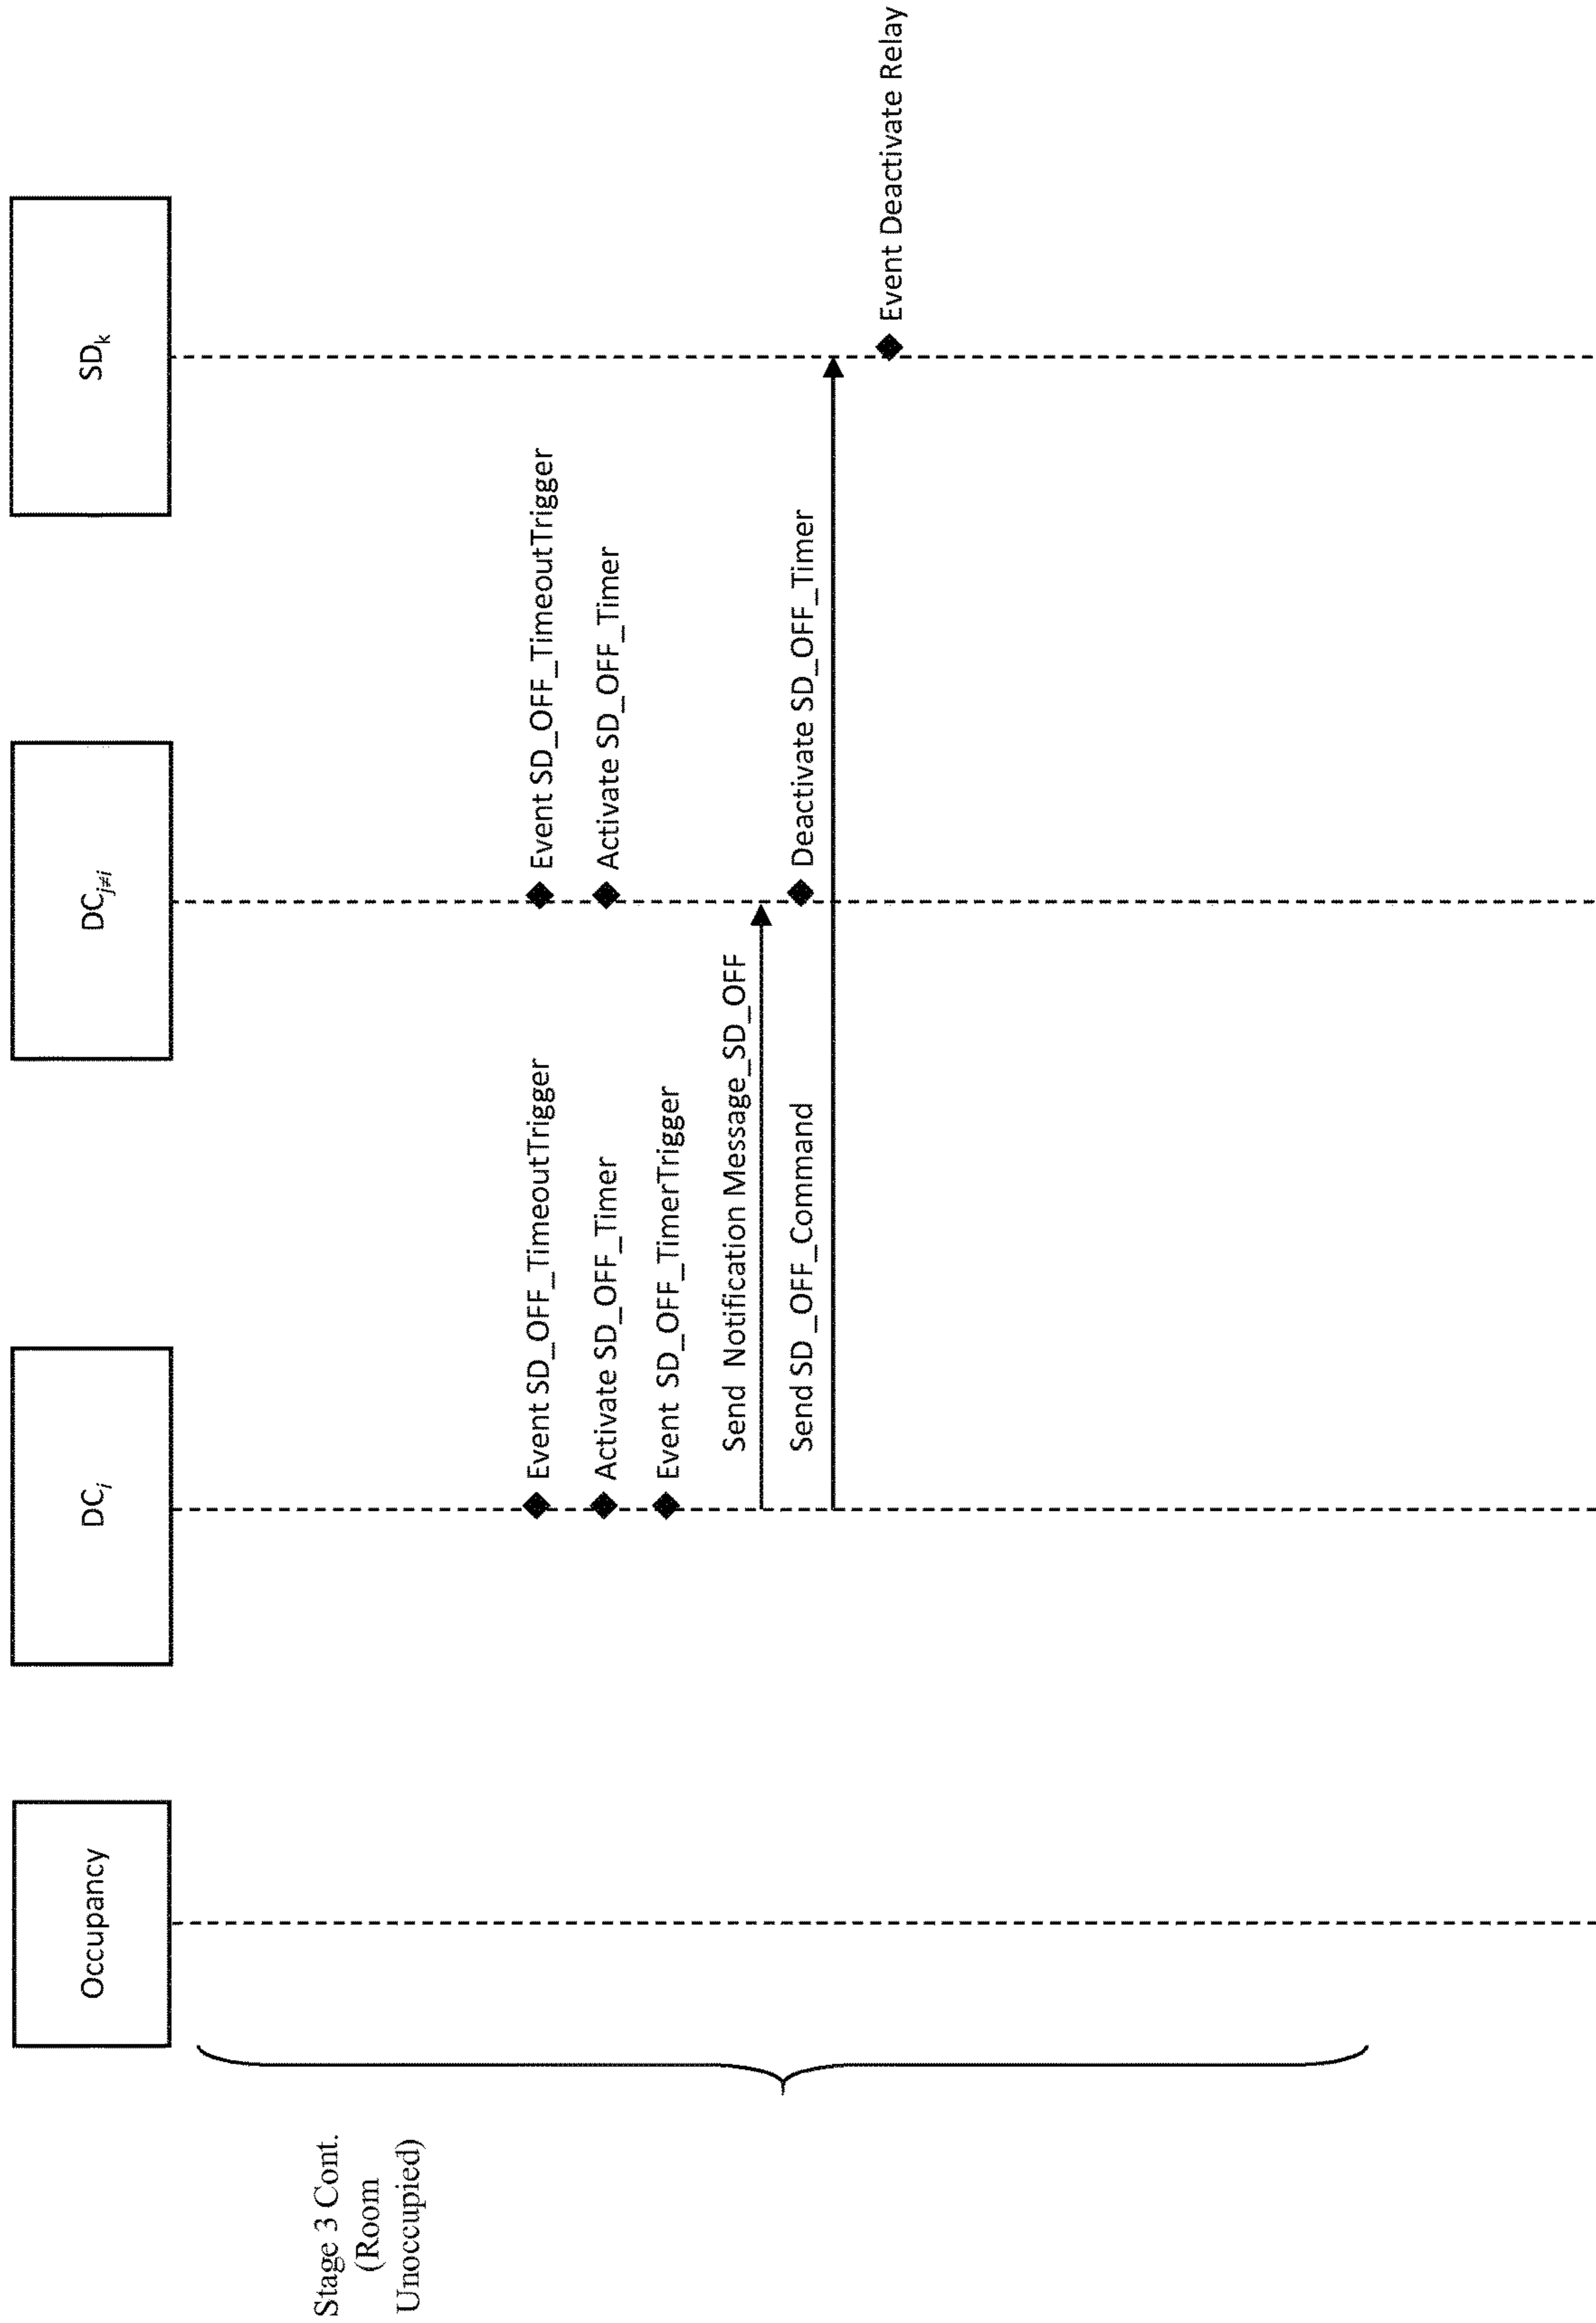 Occupancy
DCᵢ
DCⱼ≠ᵢ
SDₖ
Stage 3 Cont.
(Room
Unoccupied)
Event SD_OFF_TimeoutTrigger
Event SD_OFF_TimeoutTrigger
Activate SD_OFF_Timer
Activate SD_OFF_Timer
Event SD_OFF_TimerTrigger
Send Notification Message_SD_OFF
Send SD_OFF_Command
Deactivate SD_OFF_Timer
Event Deactivate Relay